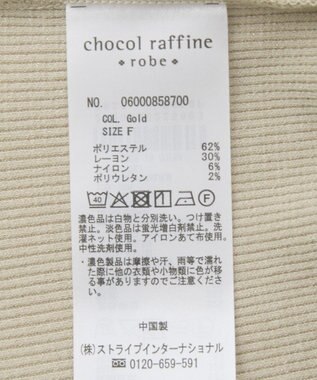 chocol raffine
robe
NO. 06000858700
COL. Gold
SIZE F
ポリエステル 62%
レーヨン 30%
ナイロン 6%
ポリウレタン 2%
40 F
濃色品は白物と分別洗い。つけ置き
禁止。淡色品は蛍光増白剤禁止。洗
濯ネット使用。アイロンあて布使用。
中性洗剤使用。
・濃色製品は摩擦や汗、雨等で濡れ
た際に他の衣類や小物類に色が移
る事がありますのでご注意下さい。
中国製
(株)ストライプインターナショナル
0120-659-591